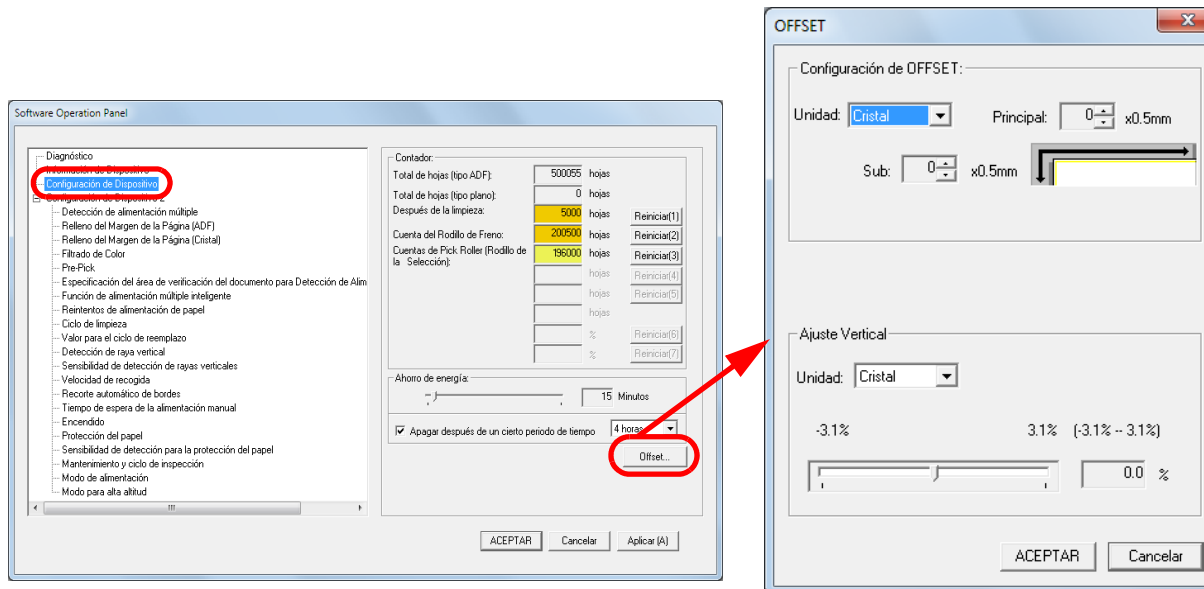 Software Operation Panel
Diagnóstico
Información de Dispositivo
Configuración de Dispositivo
Configuración de Dispositivo 2
Detección de alimentación múltiple
Relleno del Margen de la Página (ADF)
Relleno del Margen de la Página (Cristal)
Filtrado de Color
Pre-Pick
Especificación del área de verificación del documento para Detección de Alim
Función de alimentación múltiple inteligente
Reintentos de alimentación de papel
Ciclo de limpieza
Valor para el ciclo de reemplazo
Detección de raya vertical
Sensibilidad de detección de rayas verticales
Velocidad de recogida
Recorte automático de bordes
Tiempo de espera de la alimentación manual
Encendido
Protección del papel
Sensibilidad de detección para la protección del papel
Mantenimiento y ciclo de inspección
Modo de alimentación
Modo para alta altitud
Contador:
Total de hojas (tipo ADF): 500055 hojas
Total de hojas (tipo plano): 0 hojas
Después de la limpieza: 5000 hojas Reiniciar(1)
Cuenta del Rodillo de Freno: 200500 hojas Reiniciar(2)
Cuentas de Pick Roller (Rodillo de la Selección): 196000 hojas Reiniciar(3)
hojas Reiniciar(4)
hojas Reiniciar(5)
hojas
% Reiniciar(6)
% Reiniciar(7)
Ahorro de energía:
15 Minutos
Apagar después de un cierto periodo de tiempo 4 horas
Offset...
ACEPTAR Cancelar Aplicar (A)
OFFSET
Configuración de OFFSET:
Unidad: Cristal Principal: 0 x0.5mm
Sub: 0 x0.5mm
Ajuste Vertical
Unidad: Cristal
-3.1% 3.1% (-3.1% -- 3.1%)
0.0 %
ACEPTAR Cancelar